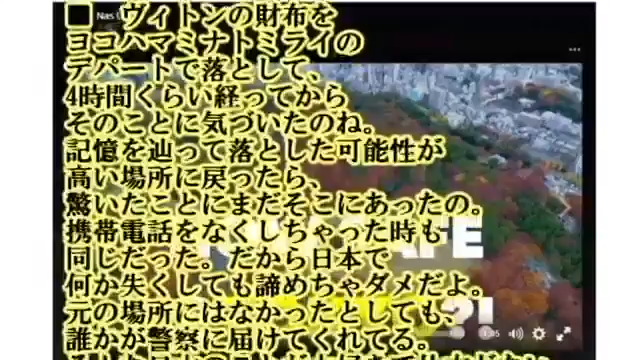 ■ ヴィトンの財布を
ヨコハマミナトミライの
デパートで落として、
4時間くらい経ってから
そのことに気づいたのね。
記憶を辿って落とした可能性が
高い場所に戻ったら、
驚いたことにまだそこにあったの。
携帯電話をなくしちゃった時も
同じだった。だから日本で
何か失くしても諦めちゃダメだよ。
元の場所にはなかったとしても、
誰かが警察に届けてくれてる。
Nas
?!